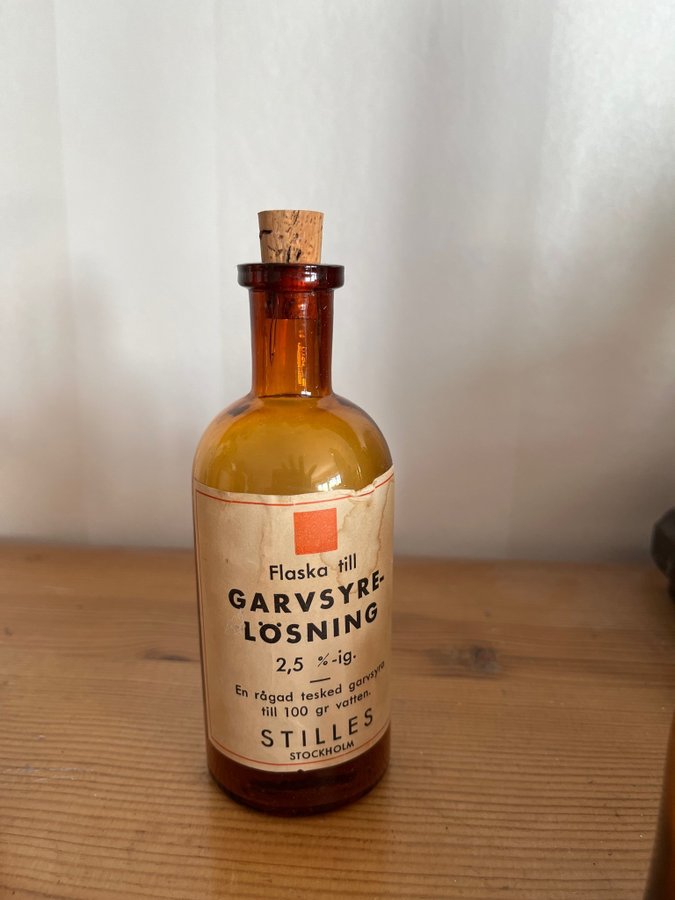 Flaska till
GARVSYRE-
LÖSNING
2,5 %-ig.
En rågad tesked garvsyra
till 100 gr vatten.
STILLES
STOCKHOLM